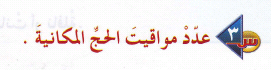 س٣ عدّدْ مواقيتَ الحجِّ المكانيةَ .